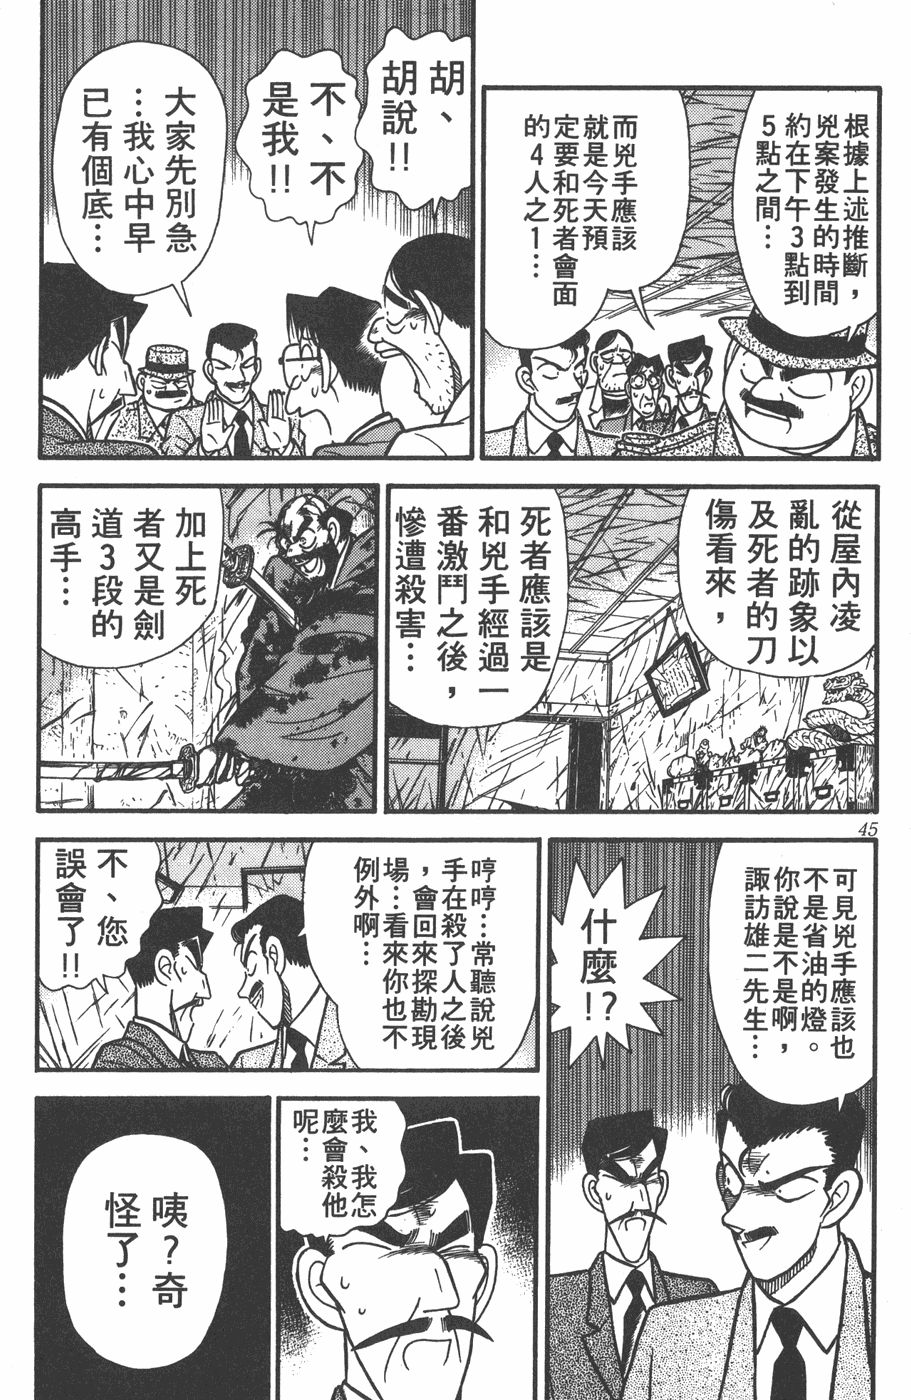 根據上述推斷，
兇案發生的時間
約在下午3點到
5點之間…
而兇手應該
就是今天預
定要和死者會面
的4人之1…
胡、
胡說!!
不、不
是我!!
大家先別急
…我心中早
已有個底…
從屋內凌
亂的跡象以
及死者的刀
傷看來，
死者應該是
和兇手經過一
番激鬥之後，
慘遭殺害…
加上死
者又是劍
道3段的
高手…
45
可見兇手應該也
不是省油的燈。
你說是不是啊，
諏訪雄二先生…
什麼!?
哼哼…常聽說兇
手在殺了人之後
，會回來探勘現
場…看來你也不
例外啊…
不、您
誤會了!!
我、我怎
麼會殺他
呢…
咦?奇
怪了…